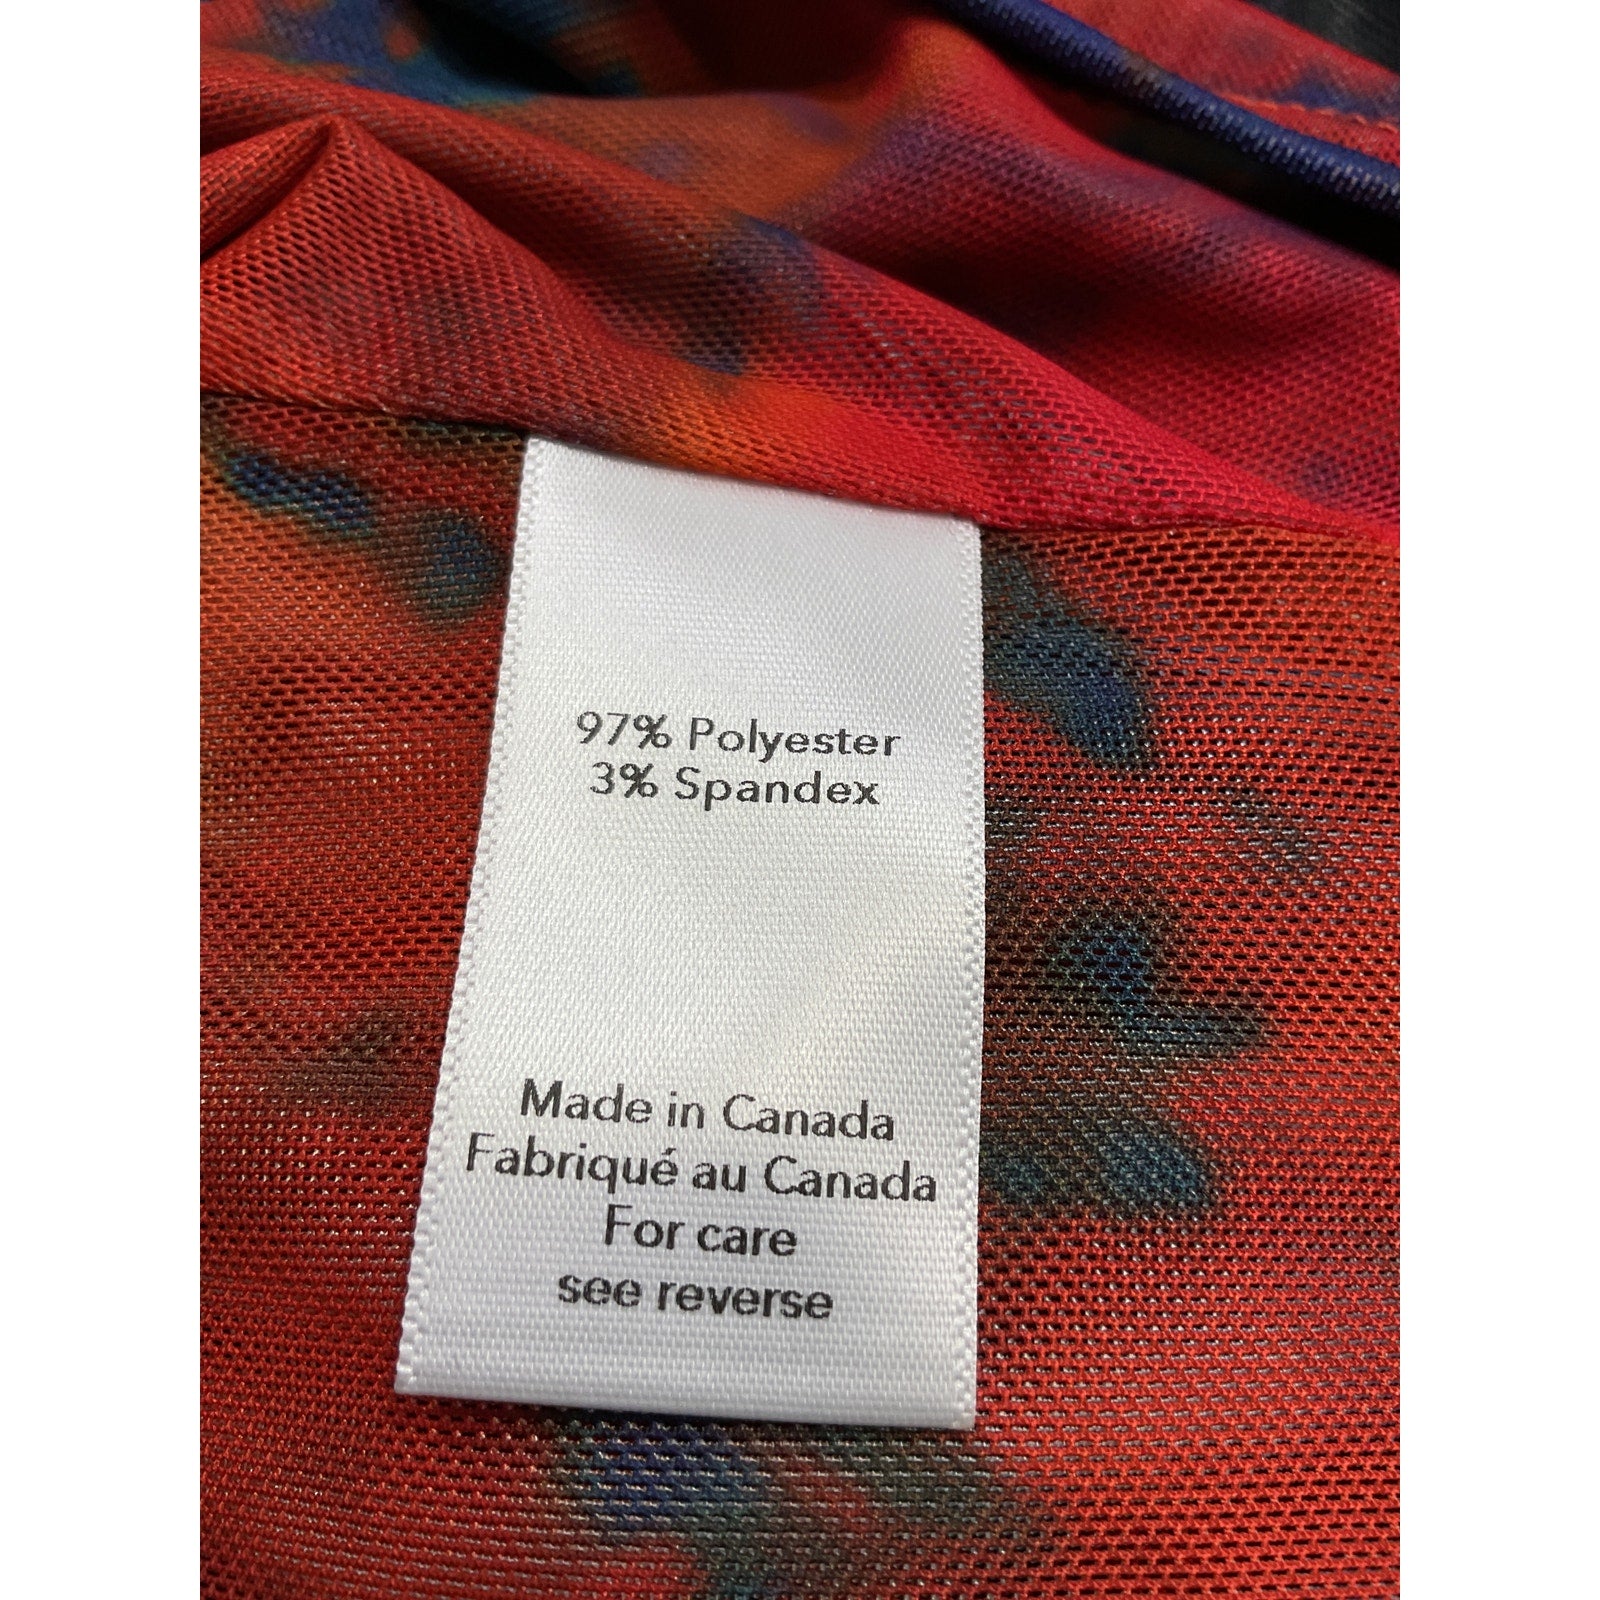 97% Polyester
3% Spandex
Made in Canada
Fabriqué au Canada
For care
see reverse